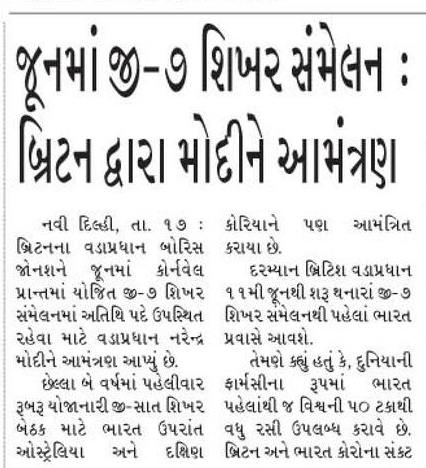 જૂનમાં જી-૭ શિખર સંમેલન :
બ્રિટન દ્વારા મોદીને આમંત્રણ
નવી દિલ્હી, તા. ૧૭ :
બ્રિટનના વડાપ્રધાન બોરિસ
જોનશને જૂનમાં કોર્નવેલ
પ્રાન્તમાં યોજિત જી-૭ શિખર
સંમેલનમાં અતિથિ પદે ઉપસ્થિત
રહેવા માટે વડાપ્રધાન નરેન્દ્ર
મોદીને આમંત્રણ આપ્યું છે.
છેલ્લા બે વર્ષમાં પહેલીવાર
રૂબરૂ યોજાનારી જી-સાત શિખર
બેઠક માટે ભારત ઉપરાંત
ઓસ્ટ્રેલિયા અને દક્ષિણ
કોરિયાને પણ આમંત્રિત
કરાયા છે.
દરમ્યાન બ્રિટિશ વડાપ્રધાન
૧૧મી જૂનથી શરૂ થનારાં જી-૭
શિખર સંમેલનથી પહેલાં ભારત
પ્રવાસે આવશે.
તેમણે કહ્યું હતું કે, દુનિયાની
ફાર્મસીના રૂપમાં ભારત
પહેલાંથી જ વિશ્વની ૫૦ ટકાથી
વધુ રસી ઉપલબ્ધ કરાવે છે.
બ્રિટન અને ભારત કોરોના સંકટ